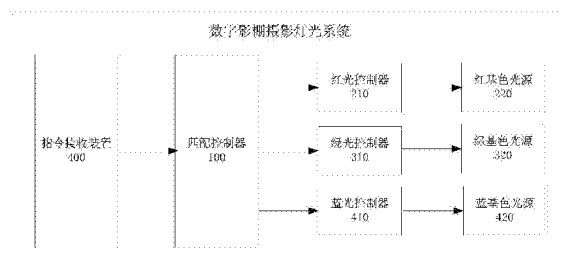 数字影棚摄影灯光系统
指令接收装置
400
匹配控制器
100
红光控制器
210
红基色光源
220
绿光控制器
310
绿基色光源
320
蓝光控制器
410
蓝基色光源
420